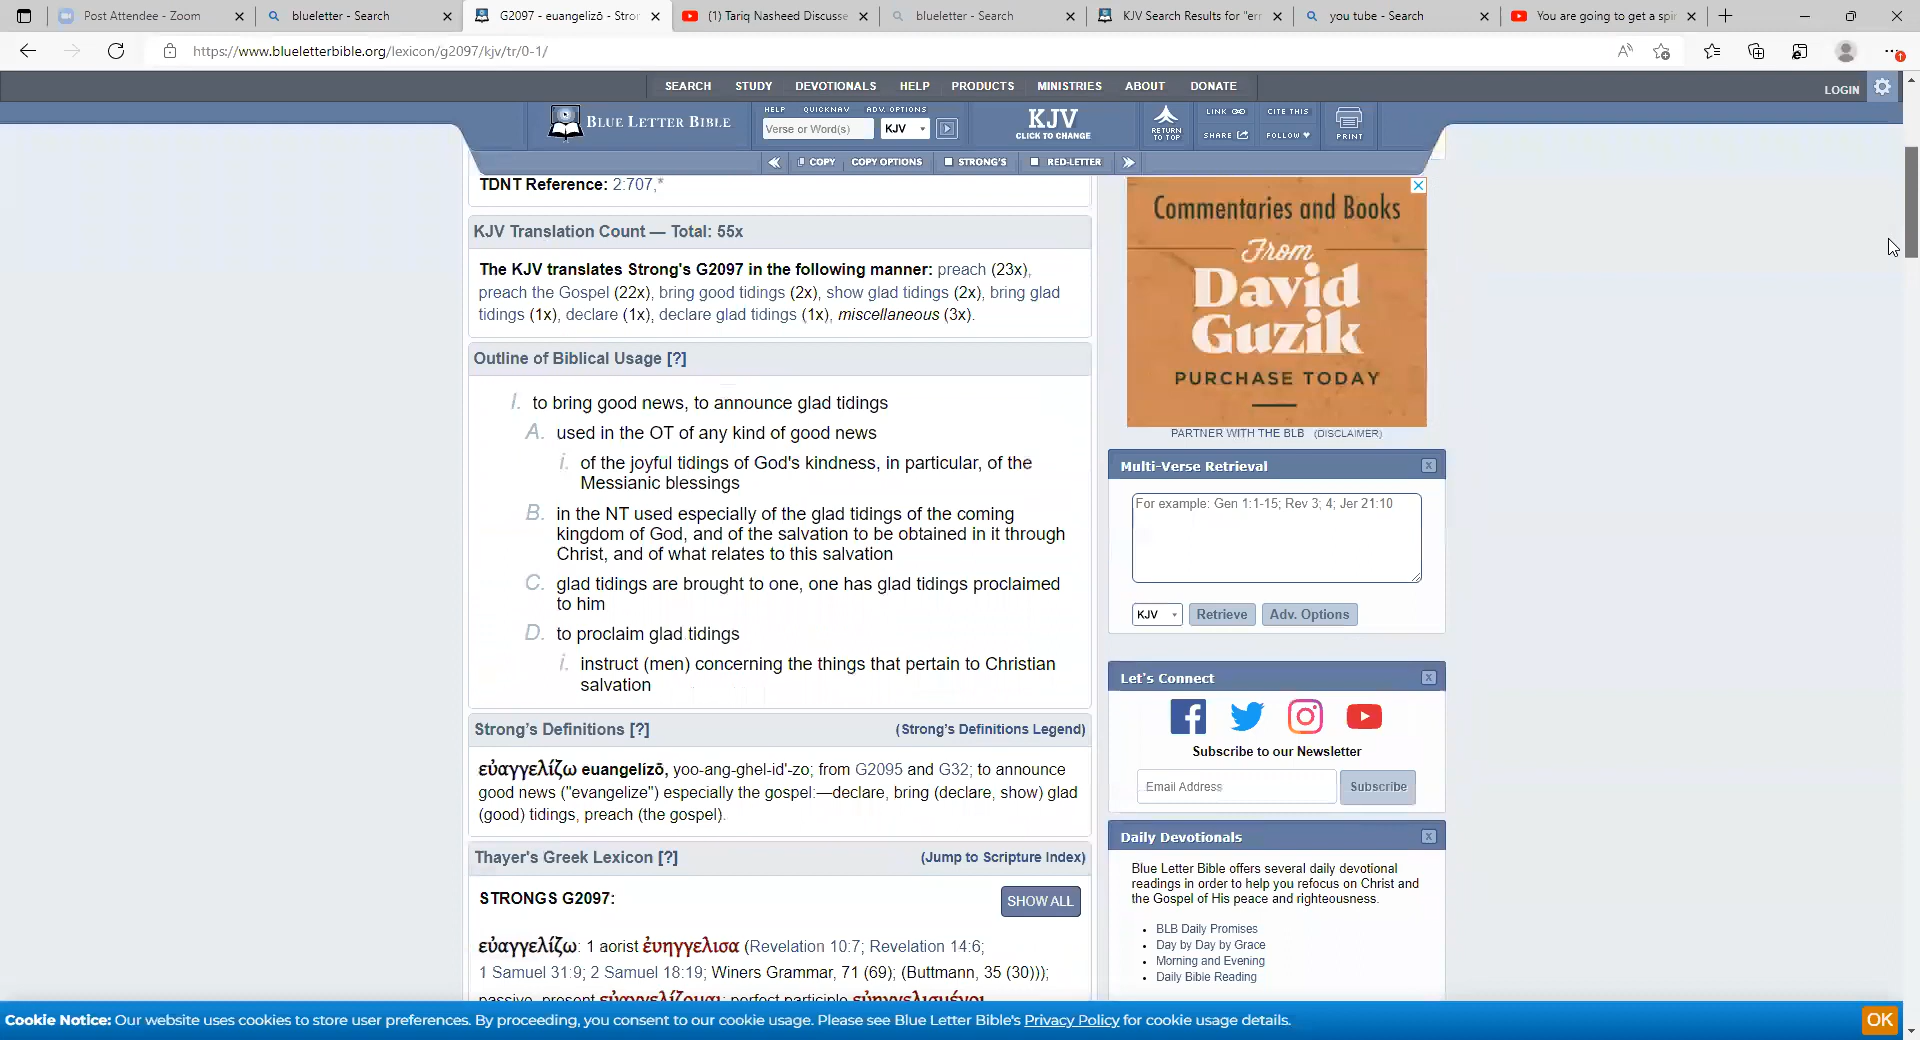 Post Attendee - Zoom
blueletter - Search
G2097 - euangelizō - Stror
(1) Tariq Nasheed Discusse
blueletter - Search
KJV Search Results for "err
you tube - Search
You are going to get a spir
https://www.blueletterbible.org/lexicon/g2097/kjv/tr/0-1/
SEARCH STUDY DEVOTIONALS HELP PRODUCTS MINISTRIES ABOUT DONATE
LOGIN
BLUE LETTER BIBLE
HELP QUICKNAV ADV. OPTIONS
Verse or Word(s) KJV
KJV
CLICK TO CHANGE
RETURN
TO TOP
LINK CITE THIS
SHARE FOLLOW
PRINT
COPY COPY OPTIONS STRONG'S RED-LETTER
TDNT Reference: 2:707,*
KJV Translation Count — Total: 55x
The KJV translates Strong's G2097 in the following manner: preach (23x),
preach the Gospel (22x), bring good tidings (2x), show glad tidings (2x), bring glad
tidings (1x), declare (1x), declare glad tidings (1x), miscellaneous (3x).
Outline of Biblical Usage [?]
I. to bring good news, to announce glad tidings
A. used in the OT of any kind of good news
i. of the joyful tidings of God's kindness, in particular, of the
Messianic blessings
B. in the NT used especially of the glad tidings of the coming
kingdom of God, and of the salvation to be obtained in it through
Christ, and of what relates to this salvation
C. glad tidings are brought to one, one has glad tidings proclaimed
to him
D. to proclaim glad tidings
i. instruct (men) concerning the things that pertain to Christian
salvation
Strong's Definitions [?] (Strong's Definitions Legend)
εὐαγγελίζω euangelízō, yoo-ang-ghel-id'-zo; from G2095 and G32; to announce
good news ("evangelize") especially the gospel:—declare, bring (declare, show) glad
(good) tidings, preach (the gospel).
Thayer's Greek Lexicon [?] (Jump to Scripture Index)
STRONGS G2097:
SHOW ALL
εὐαγγελίζω: 1 aorist ἐυηγγελισα (Revelation 10:7; Revelation 14:6;
1 Samuel 31:9; 2 Samuel 18:19; Winers Grammar, 71 (69); (Buttmann, 35 (30)));
passive, present εὐαγγελίζομαι; perfect participle εὐηγγελισμένοι
Commentaries and Books
From
David
Guzik
PURCHASE TODAY
PARTNER WITH THE BLB (DISCLAIMER)
Multi-Verse Retrieval
For example: Gen 1:1-15; Rev 3; 4; Jer 21:10
KJV Retrieve Adv. Options
Let's Connect
Subscribe to our Newsletter
Email Address Subscribe
Daily Devotionals
Blue Letter Bible offers several daily devotional
readings in order to help you refocus on Christ and
the Gospel of His peace and righteousness.
BLB Daily Promises
Day by Day by Grace
Morning and Evening
Daily Bible Reading
Cookie Notice: Our website uses cookies to store user preferences. By proceeding, you consent to our cookie usage. Please see Blue Letter Bible's Privacy Policy for cookie usage details.
OK